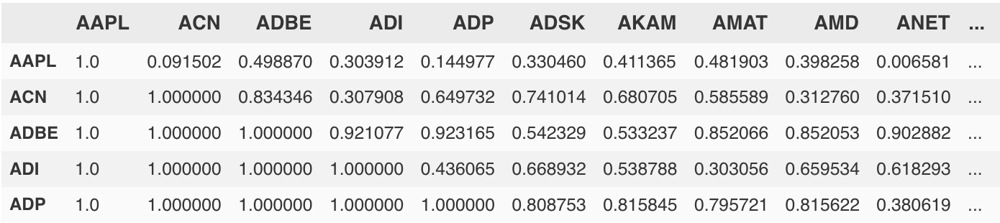 AAPL ACN ADBE ADI ADP ADSK AKAM AMAT AMD ANET ...
AAPL 1.0 0.091502 0.498870 0.303912 0.144977 0.330460 0.411365 0.481903 0.398258 0.006581 ...
ACN 1.0 1.000000 0.834346 0.307908 0.649732 0.741014 0.680705 0.585589 0.312760 0.371510 ...
ADBE 1.0 1.000000 1.000000 0.921077 0.923165 0.542329 0.533237 0.852066 0.852053 0.902882 ...
ADI 1.0 1.000000 1.000000 1.000000 0.436065 0.668932 0.538788 0.303056 0.659534 0.618293 ...
ADP 1.0 1.000000 1.000000 1.000000 1.000000 0.808753 0.815845 0.795721 0.815622 0.380619 ...